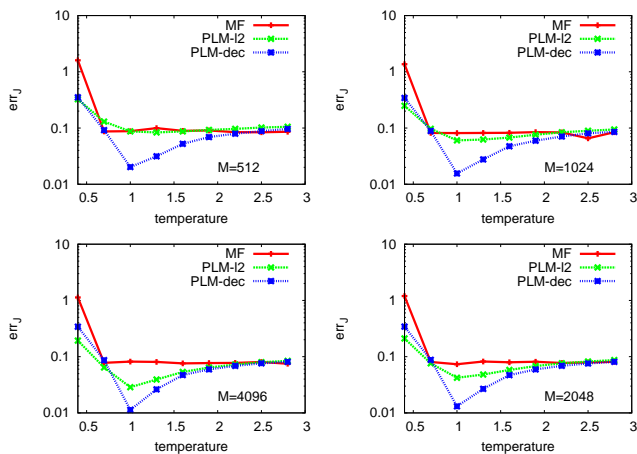 10
1
0.1
0.01
err_J
0.5 1 1.5 2 2.5 3
temperature
MF
PLM-l2
PLM-dec
M=512
10
1
0.1
0.01
err_J
0.5 1 1.5 2 2.5 3
temperature
MF
PLM-l2
PLM-dec
M=1024
10
1
0.1
0.01
err_J
0.5 1 1.5 2 2.5 3
temperature
MF
PLM-l2
PLM-dec
M=4096
10
1
0.1
0.01
err_J
0.5 1 1.5 2 2.5 3
temperature
MF
PLM-l2
PLM-dec
M=2048